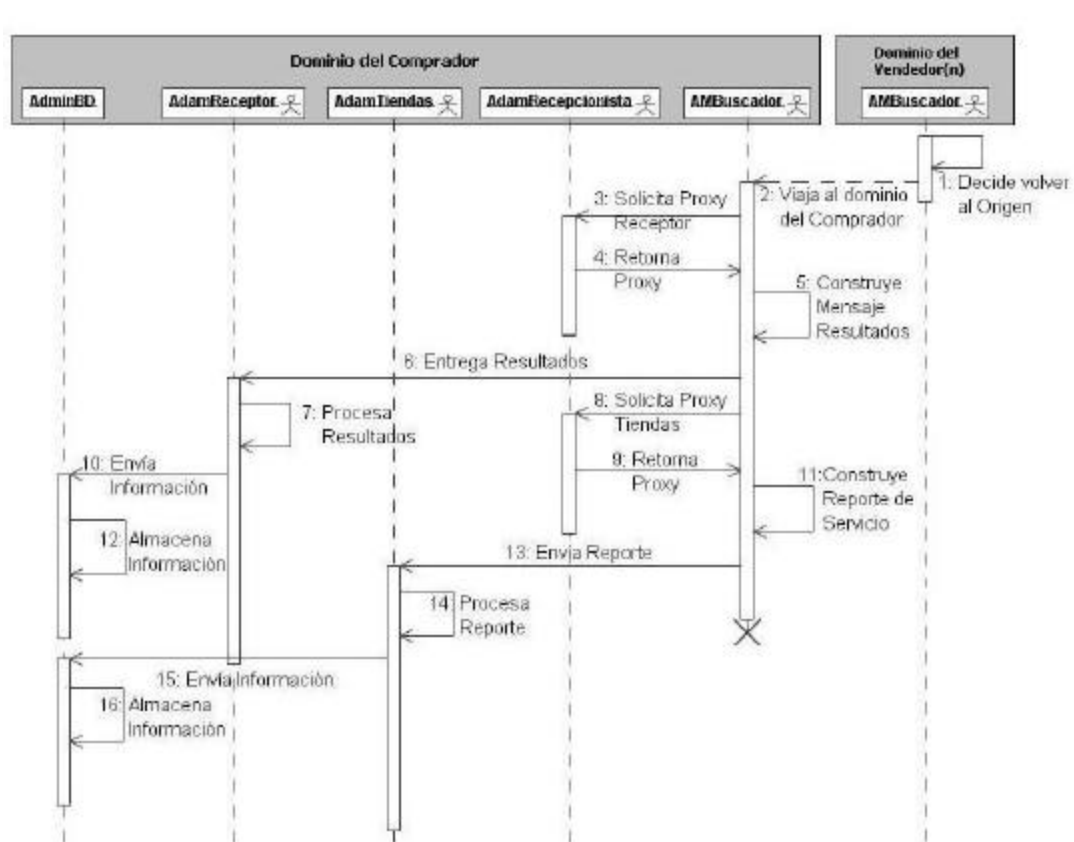 Dominio del Comprador
Dominio del
Vendedor(n)
AdminBD
AdamReceptor
AdamTiendas
AdamRecepcionista
AMBuscador
AMBuscador
1: Decide volver
al Origen
2: Viaja al dominio
del Comprador
3: Solicita Proxy
Receptor
4: Retorna
Proxy
5: Construye
Mensaje
Resultados
6: Entrega Resultados
7: Procesa
Resultados
8: Solicita Proxy
Tiendas
9: Retorna
Proxy
10: Envía
Información
11:Construye
Reporte de
Servicio
12: Almacena
Información
13: Envía Reporte
14: Procesa
Reporte
15: Envía Información
16: Almacena
Información